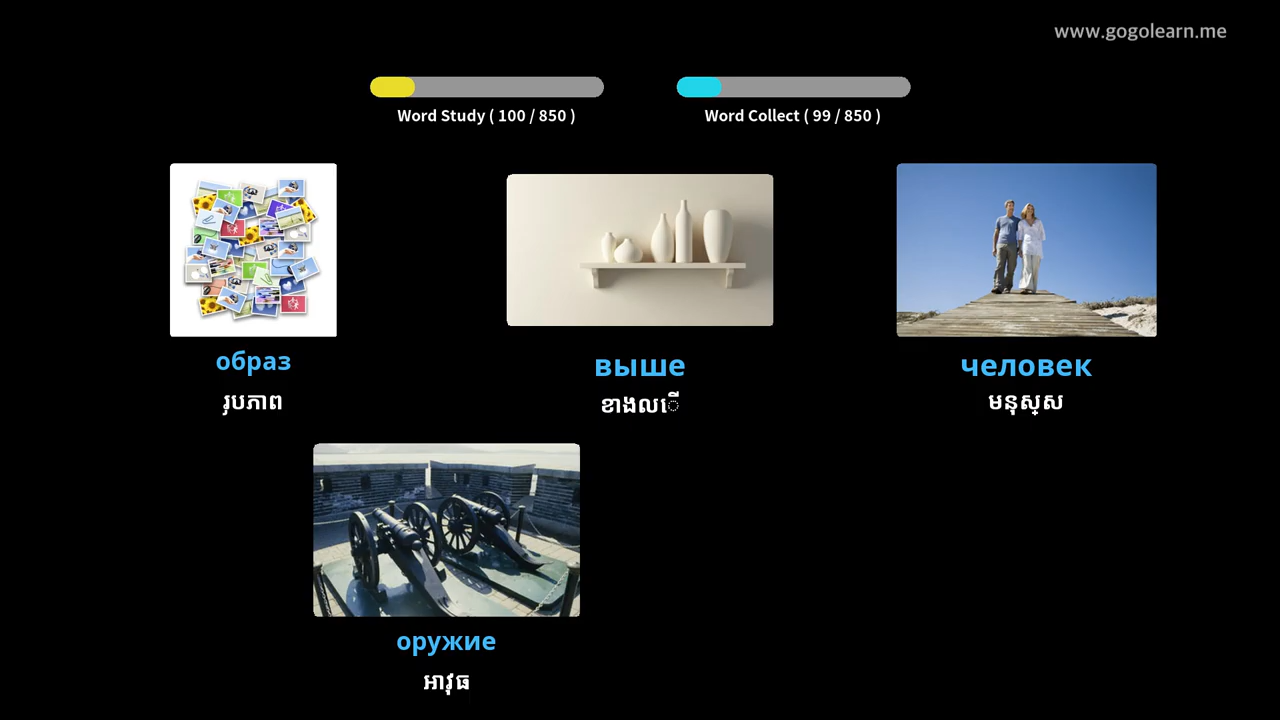 www.gogolearn.me
Word Study ( 100 / 850 )
Word Collect ( 99 / 850 )
образ
រូបភាព
выше
ខាងលើ
человек
មនុស្ស
оружие
អាវុធ